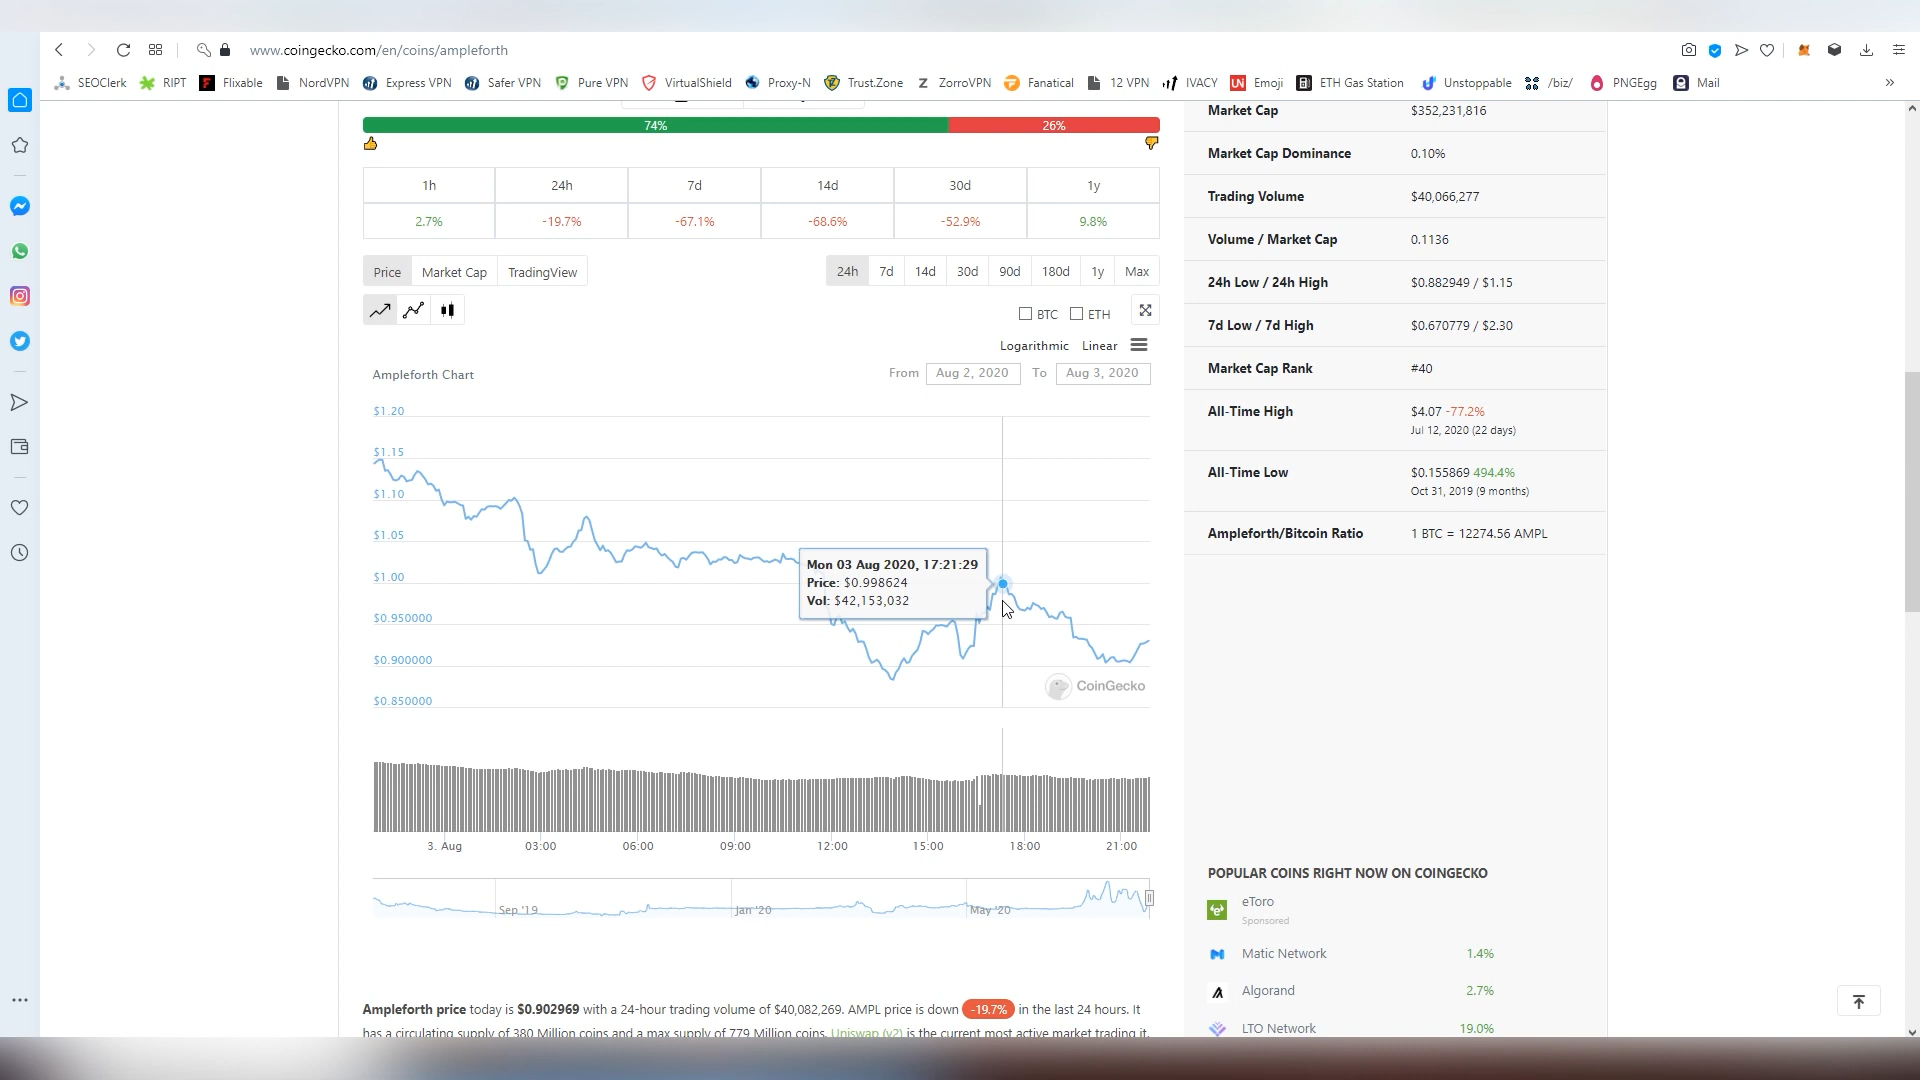 www.coingecko.com/en/coins/ampleforth
SEOClerk RIPT Flixable NordVPN Express VPN Safer VPN Pure VPN VirtualShield Proxy-N Trust.Zone ZorroVPN Fanatical 12 VPN IVACY Emoji ETH Gas Station Unstoppable /biz/ PNGEgg Mail »
74% 26%
1h 24h 7d 14d 30d 1y
2.7% -19.7% -67.1% -68.6% -52.9% 9.8%
Price Market Cap TradingView
24h 7d 14d 30d 90d 180d 1y Max
BTC ETH
Logarithmic Linear
Ampleforth Chart
From Aug 2, 2020 To Aug 3, 2020
$1.20
$1.15
$1.10
$1.05
$1.00
$0.950000
$0.900000
$0.850000
Mon 03 Aug 2020, 17:21:29
Price: $0.998624
Vol: $42,153,032
CoinGecko
3. Aug 03:00 06:00 09:00 12:00 15:00 18:00 21:00
Sep '19 Jan '20 May '20
Ampleforth price today is $0.902969 with a 24-hour trading volume of $40,082,269. AMPL price is down -19.7% in the last 24 hours. It
has a circulating supply of 380 Million coins and a max supply of 779 Million coins. Uniswap (v2) is the current most active market trading it.
Market Cap $352,231,816
Market Cap Dominance 0.10%
Trading Volume $40,066,277
Volume / Market Cap 0.1136
24h Low / 24h High $0.882949 / $1.15
7d Low / 7d High $0.670779 / $2.30
Market Cap Rank #40
All-Time High $4.07 -77.2%
Jul 12, 2020 (22 days)
All-Time Low $0.155869 494.4%
Oct 31, 2019 (9 months)
Ampleforth/Bitcoin Ratio 1 BTC = 12274.56 AMPL
POPULAR COINS RIGHT NOW ON COINGECKO
eToro
Sponsored
Matic Network 1.4%
Algorand 2.7%
LTO Network 19.0%